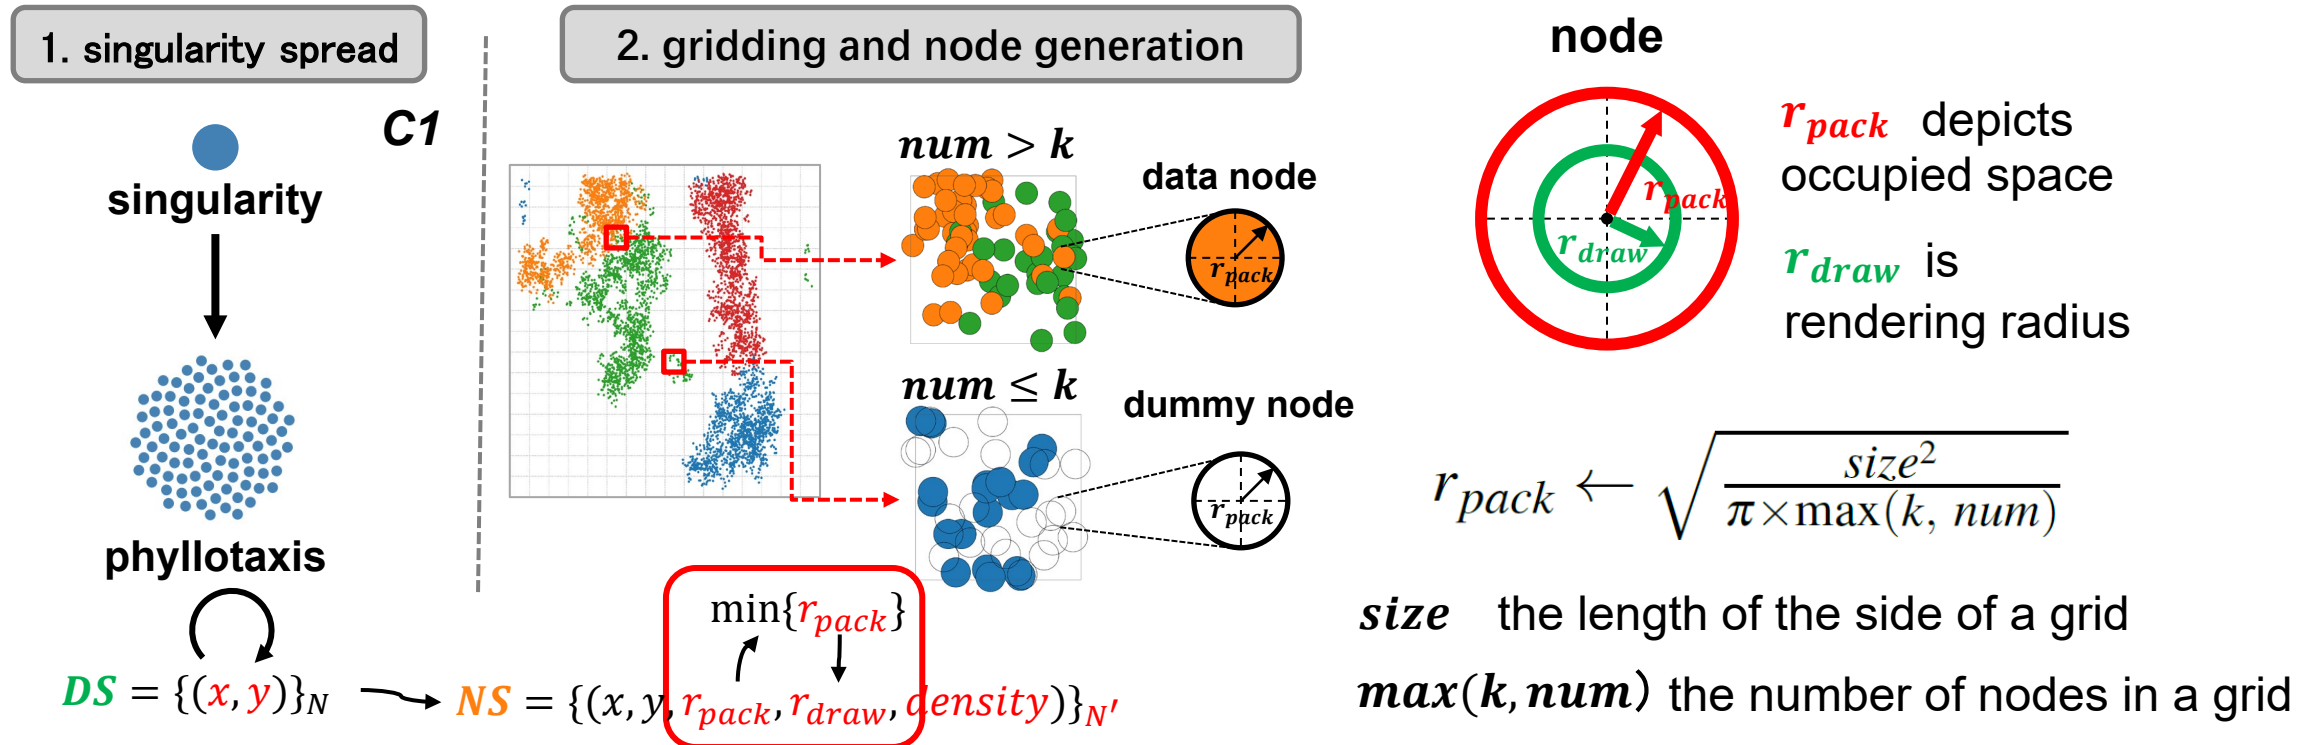 1. singularity spread
C1
singularity
phyllotaxis
DS = {(x, y)}_N
2. gridding and node generation
num > k
data node
r_pack
num ≤ k
dummy node
r_pack
min{r_pack}
NS = {(x, y, r_pack, r_draw, density)}_N'
node
r_pack
r_draw
r_pack depicts
occupied space
r_draw is
rendering radius
r_pack ← √(size² / (π×max(k, num)))
size the length of the side of a grid
max(k, num) the number of nodes in a grid